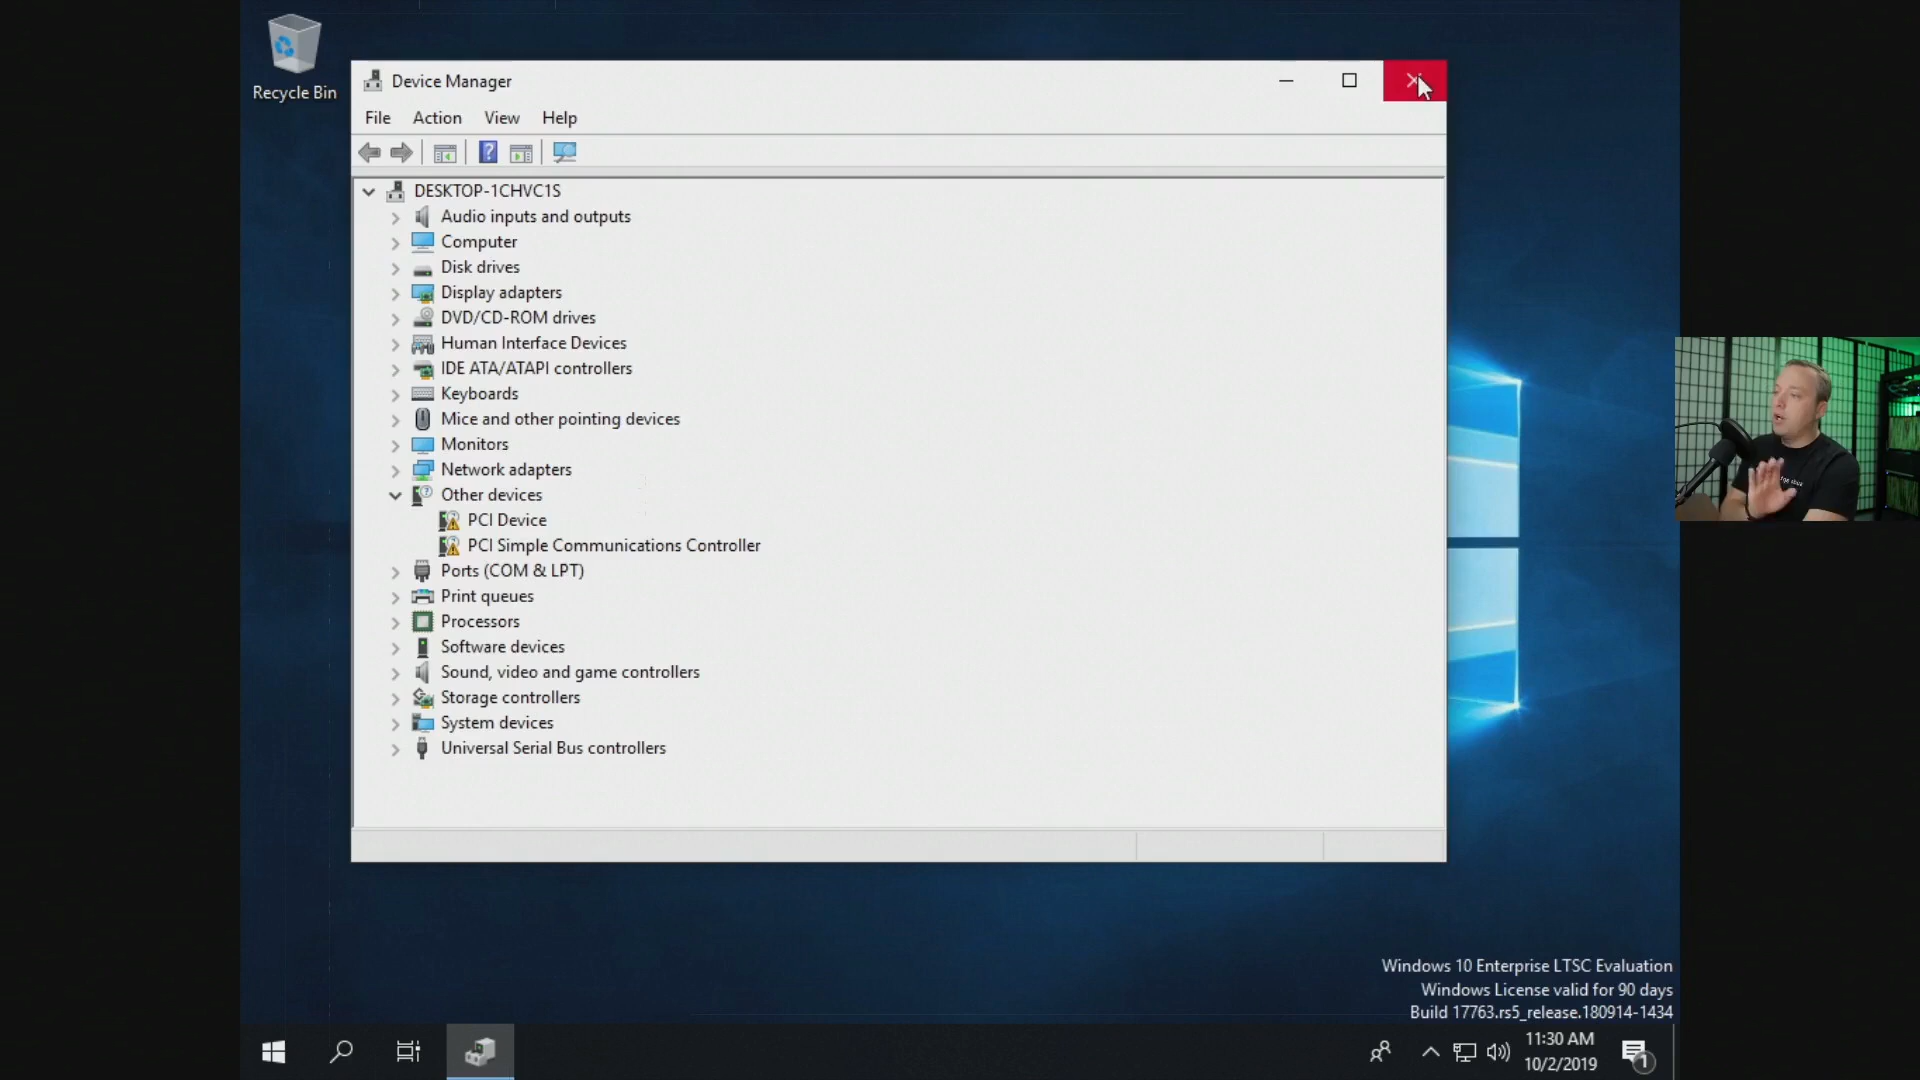 Recycle Bin
Device Manager
File Action View Help
DESKTOP-1CHVC1S
Audio inputs and outputs
Computer
Disk drives
Display adapters
DVD/CD-ROM drives
Human Interface Devices
IDE ATA/ATAPI controllers
Keyboards
Mice and other pointing devices
Monitors
Network adapters
Other devices
PCI Device
PCI Simple Communications Controller
Ports (COM & LPT)
Print queues
Processors
Software devices
Sound, video and game controllers
Storage controllers
System devices
Universal Serial Bus controllers
Windows 10 Enterprise LTSC Evaluation
Windows License valid for 90 days
Build 17763.rs5_release.180914-1434
11:30 AM
10/2/2019
1